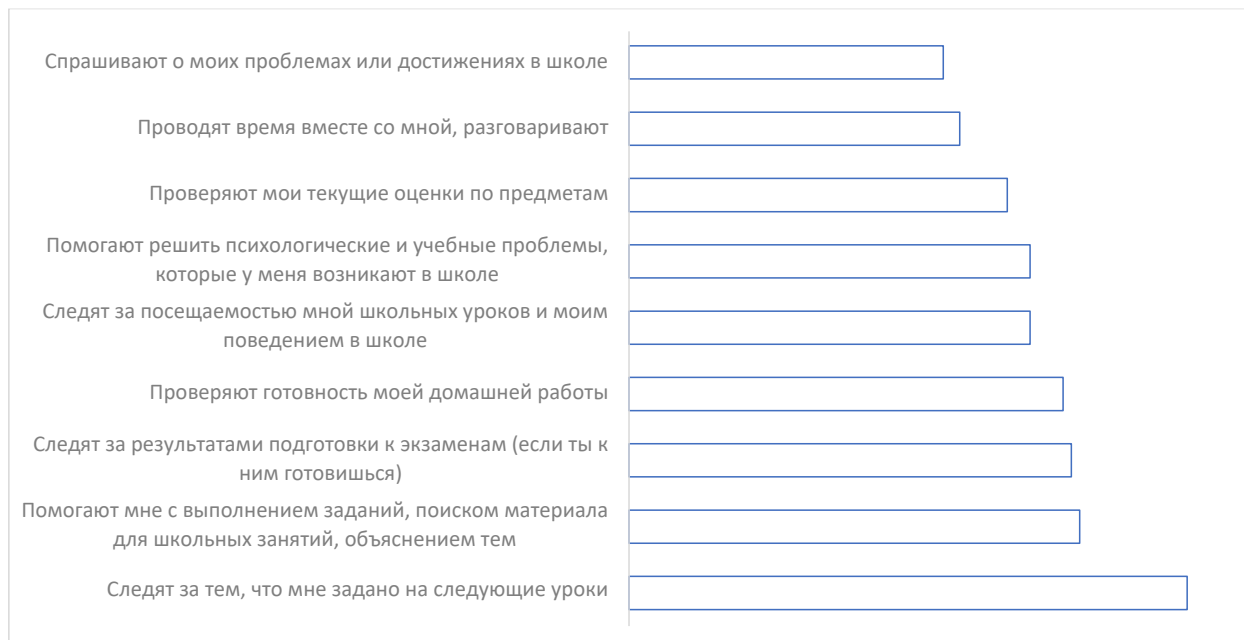 Спрашивают о моих проблемах или достижениях в школе
Проводят время вместе со мной, разговаривают
Проверяют мои текущие оценки по предметам
Помогают решить психологические и учебные проблемы,
которые у меня возникают в школе
Следят за посещаемостью мной школьных уроков и моим
поведением в школе
Проверяют готовность моей домашней работы
Следят за результатами подготовки к экзаменам (если ты к
ним готовишься)
Помогают мне с выполнением заданий, поиском материала
для школьных занятий, объяснением тем
Следят за тем, что мне задано на следующие уроки